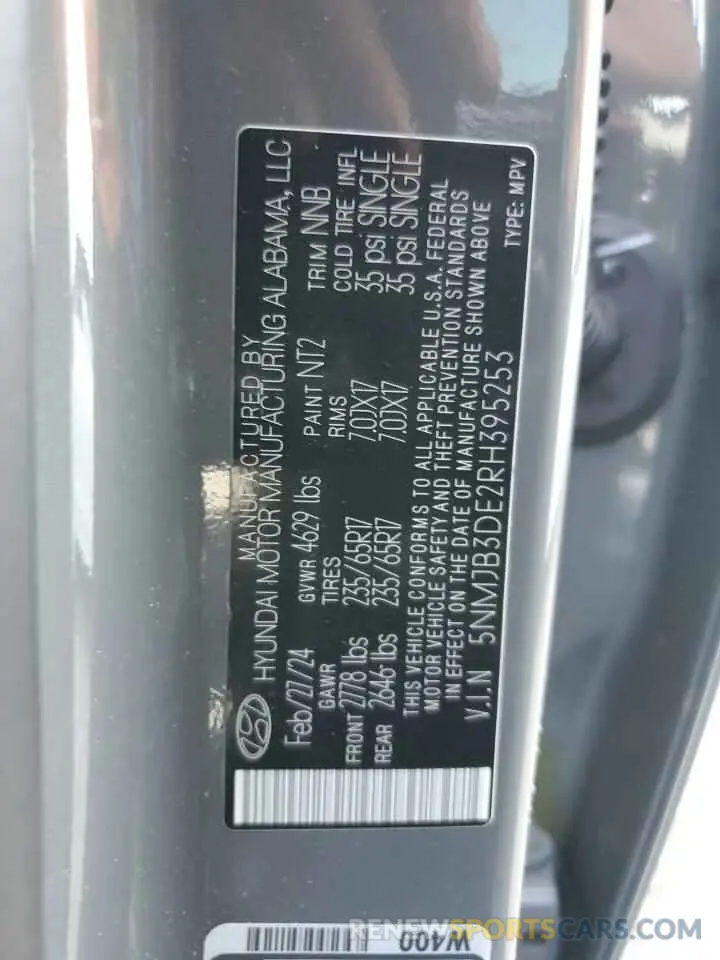 MANUFACTURED BY
HYUNDAI MOTOR MANUFACTURING ALABAMA, LLC
Feb/27/24 GVWR 4629 lbs PAINT NT2 TRIM NNB
GAWR TIRES RIMS COLD TIRE INFL
FRONT 2778 lbs 235/65R17 7.0JX17 35 psi SINGLE
REAR 2646 lbs 235/65R17 7.0JX17 35 psi SINGLE
THIS VEHICLE CONFORMS TO ALL APPLICABLE U.S.A. FEDERAL
MOTOR VEHICLE SAFETY AND THEFT PREVENTION STANDARDS
IN EFFECT ON THE DATE OF MANUFACTURE SHOWN ABOVE
V.I.N 5NMJB3DE2RH395253 TYPE: MPV
W400
RENEWSPORTSCARS.COM